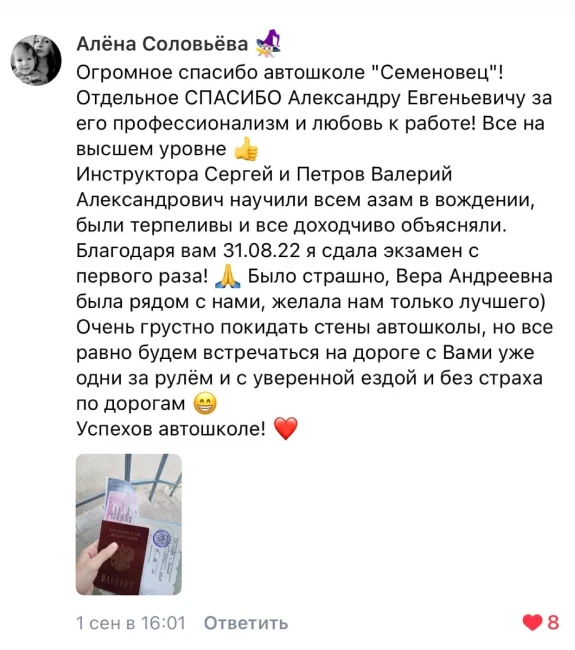 Алёна Соловьёва
Огромное спасибо автошколе "Семеновец"!
Отдельное СПАСИБО Александру Евгеньевичу за
его профессионализм и любовь к работе! Все на
высшем уровне 👍
Инструктора Сергей и Петров Валерий
Александрович научили всем азам в вождении,
были терпеливы и все доходчиво объясняли.
Благодаря вам 31.08.22 я сдала экзамен с
первого раза! 🙏 Было страшно, Вера Андреевна
была рядом с нами, желала нам только лучшего)
Очень грустно покидать стены автошколы, но все
равно будем встречаться на дороге с Вами уже
одни за рулём и с уверенной ездой и без страха
по дорогам 😁
Успехов автошколе! ❤️
РОССИЙСКАЯ
ФЕДЕРАЦИЯ
ПАСПОРТ
1 сен в 16:01 Ответить
8